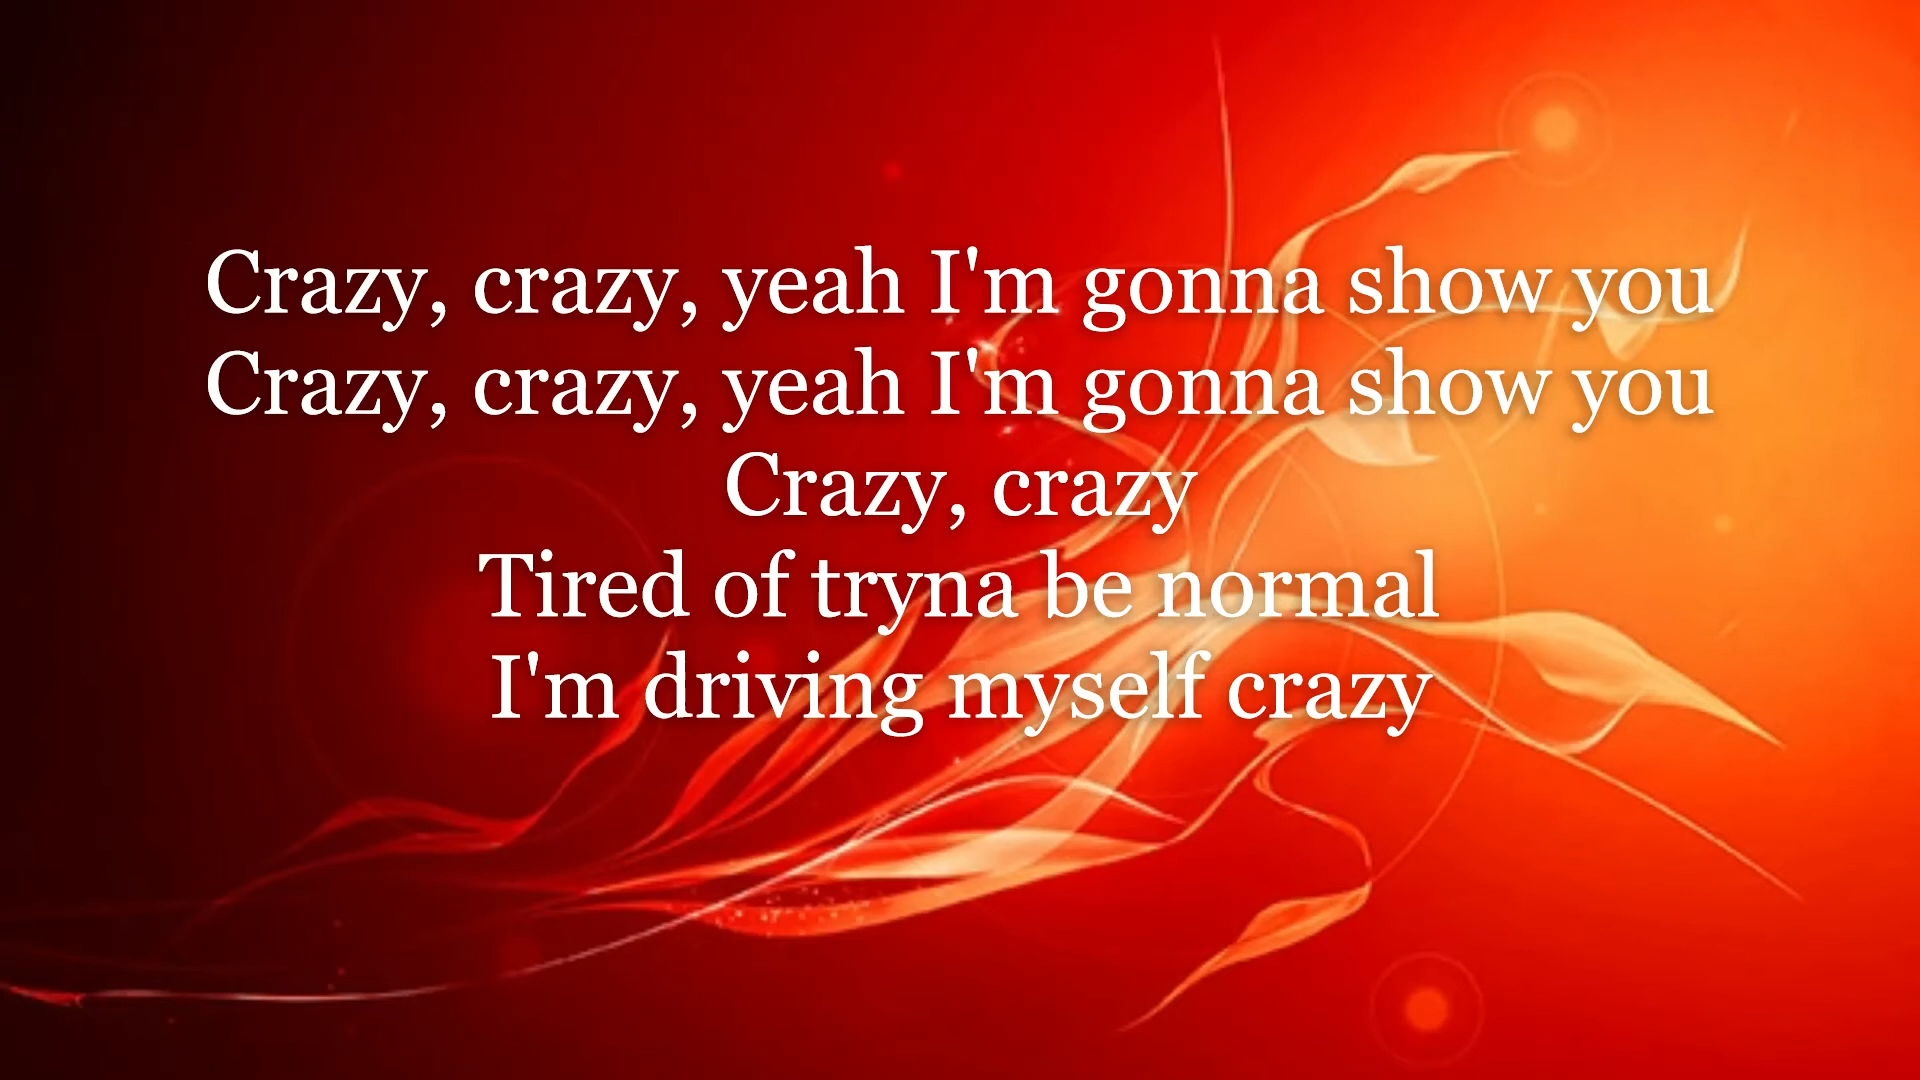 Crazy, crazy, yeah I'm gonna show you
Crazy, crazy, yeah I'm gonna show you
Crazy, crazy
Tired of tryna be normal
I'm driving myself crazy